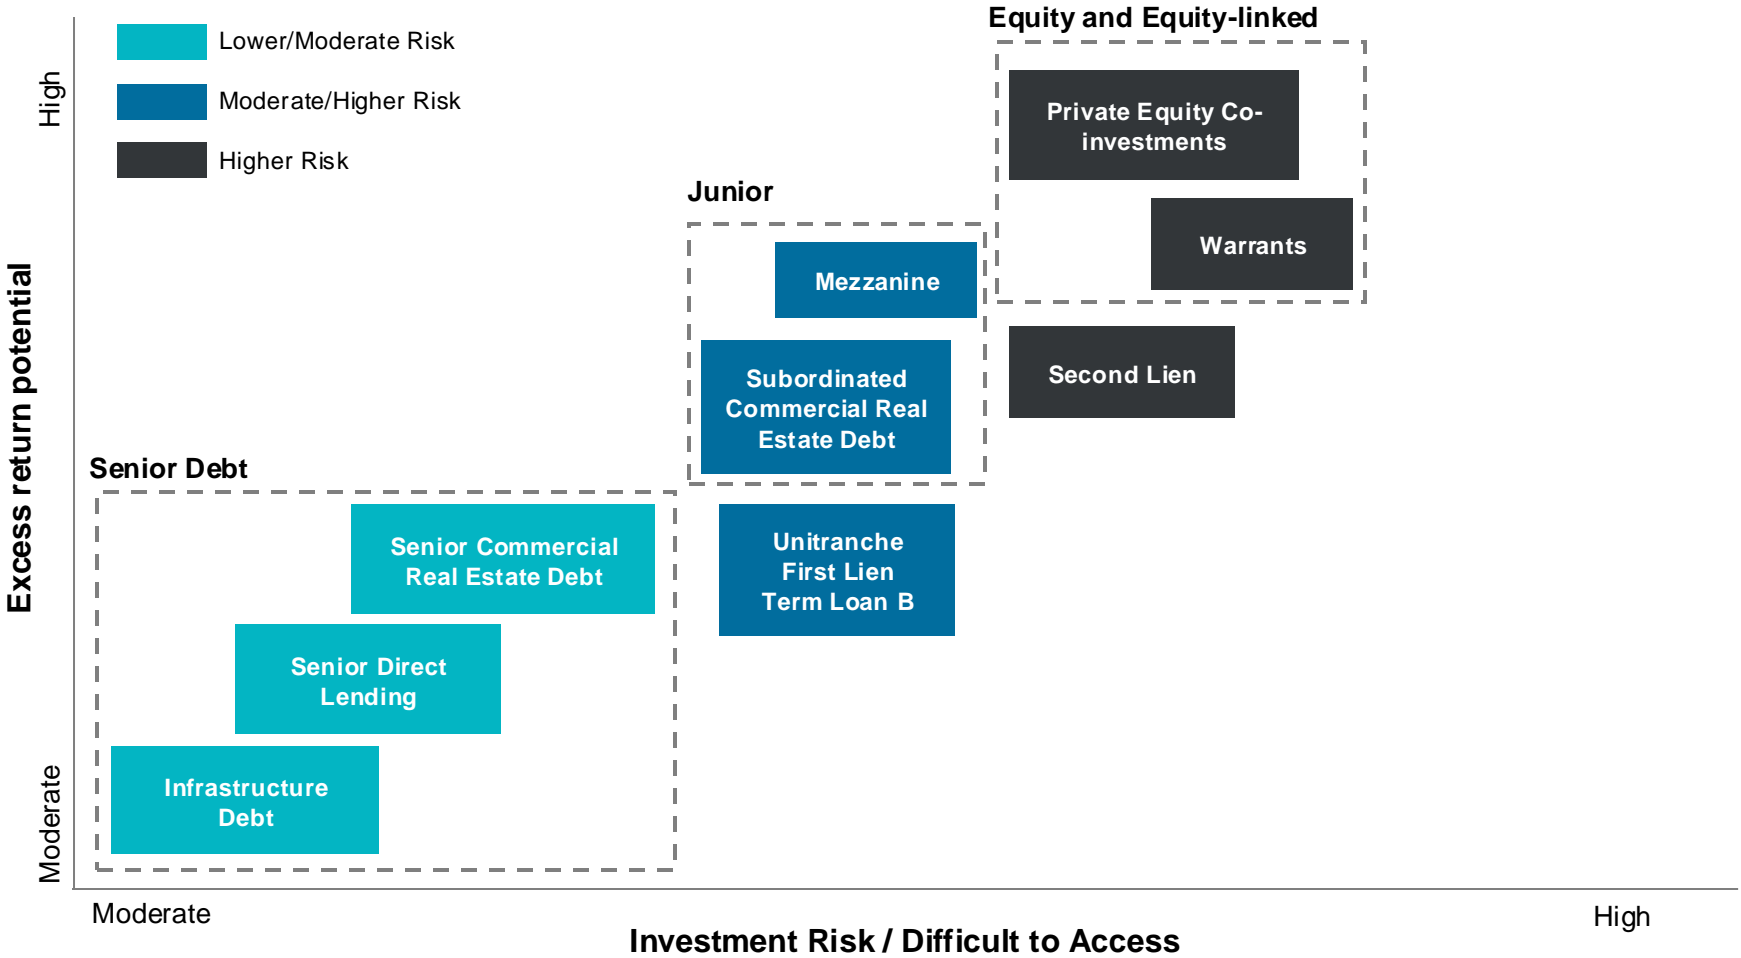 Equity and Equity-linked
Lower/Moderate Risk
Moderate/Higher Risk
Higher Risk
High
Private Equity Co-
investments
Warrants
Junior
Mezzanine
Subordinated
Commercial Real
Estate Debt
Second Lien
Senior Debt
Senior Commercial
Real Estate Debt
Unitranche
First Lien
Term Loan B
Senior Direct
Lending
Infrastructure
Debt
Excess return potential
Moderate
Moderate
High
Investment Risk / Difficult to Access